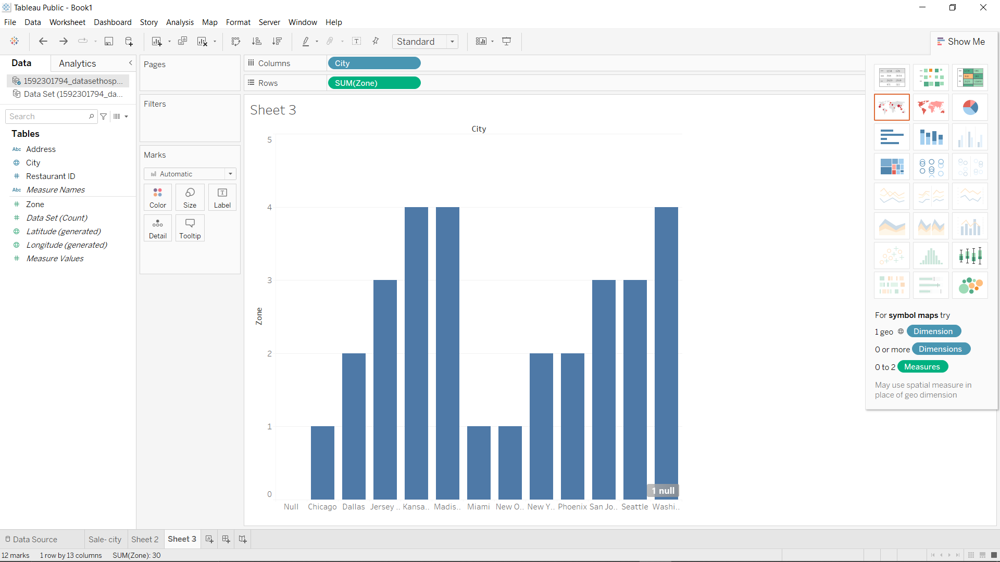 Tableau Public - Book1
File Data Worksheet Dashboard Story Analysis Map Format Server Window Help
Standard
Show Me
Data Analytics
1592301794_datasethosp...
Data Set (1592301794_da...
Search
Tables
Abc Address
City
Restaurant ID
Abc Measure Names
Zone
Data Set (Count)
Latitude (generated)
Longitude (generated)
Measure Values
Pages
Filters
Marks
Automatic
Color Size Label
Detail Tooltip
Columns City
Rows SUM(Zone)
Sheet 3
City
5
4
3
2
1
0
Zone
1 null
Null Chicago Dallas Jersey .. Kansa.. Madis.. Miami New O.. New Y.. Phoenix San Jo.. Seattle Washi..
For symbol maps try
1 geo Dimension
0 or more Dimensions
0 to 2 Measures
May use spatial measure in
place of geo dimension
Data Source Sale- city Sheet 2 Sheet 3
12 marks 1 row by 13 columns SUM(Zone): 30